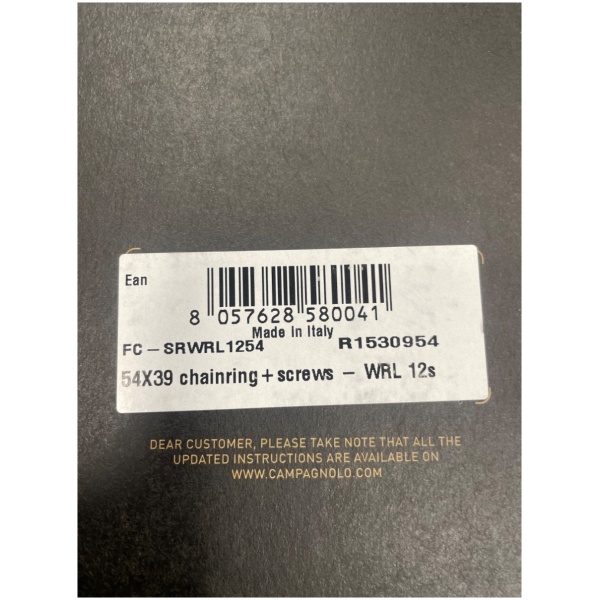 Ean
8 057628 580041
Made In Italy
FC – SRWRL1254 R1530954
54X39 chainring + screws – WRL 12s
DEAR CUSTOMER, PLEASE TAKE NOTE THAT ALL THE
UPDATED INSTRUCTIONS ARE AVAILABLE ON
WWW.CAMPAGNOLO.COM